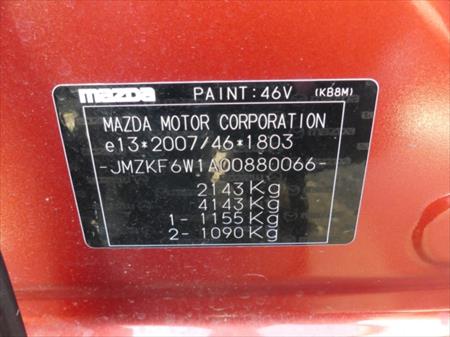 mazda PAINT:46V (KB8M)
MAZDA MOTOR CORPORATION
e13*2007/46*1803
-JMZKF6W1A00880066-
2143Kg
4143Kg
1- 1155Kg
2- 1090Kg